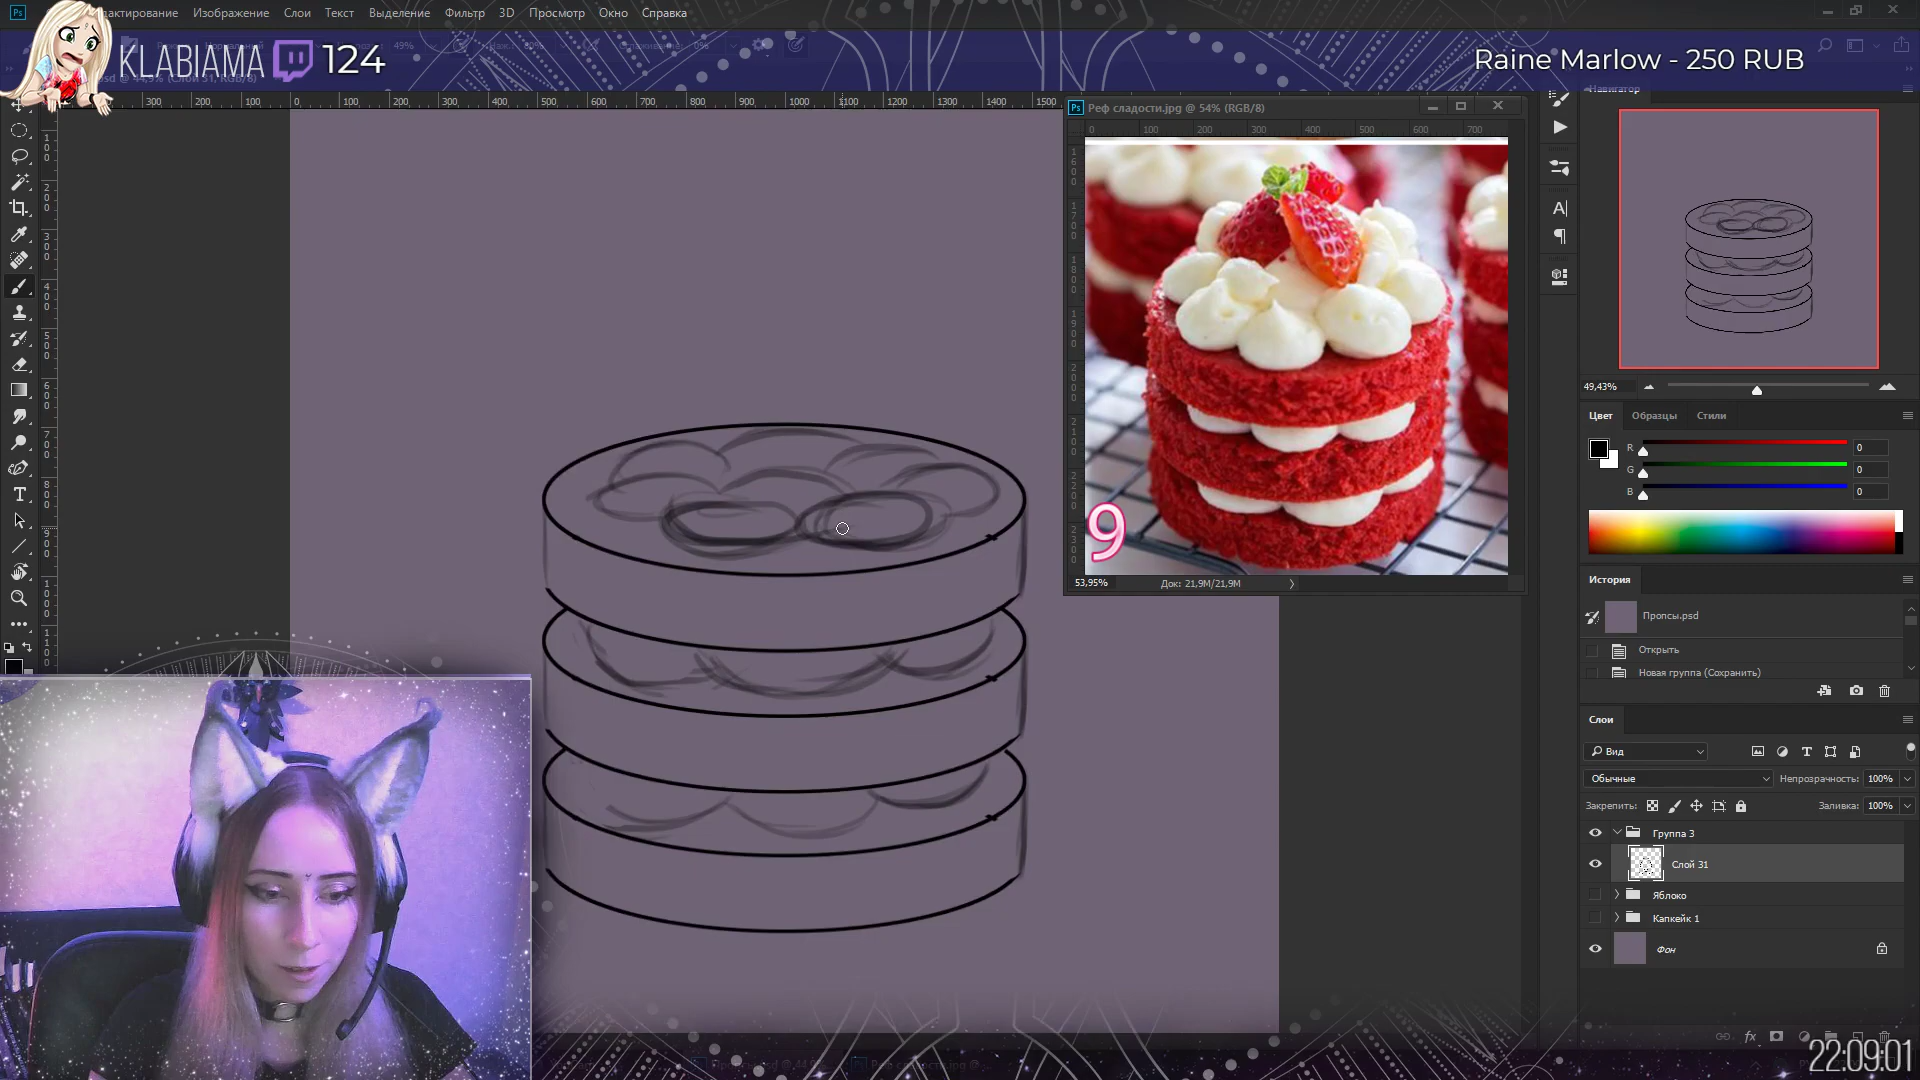 Ps
Изображение
Слои
Текст
Выделение
Фильтр
3D
Просмотр
Окно
Справка
KLABIAMA
124
Raine Marlow - 250 RUB
Навигатор
Реф сладости.jpg @ 54% (RGB/8)
9
53,95%
Док: 21,9M/21,9M
49,43%
Цвет
Образцы
Стили
R
0
G
0
B
0
История
Пропсы.psd
Открыть
Новая группа (Сохранить)
Слои
Вид
Обычные
Непрозрачность: 100%
Закрепить:
Заливка: 100%
Группа 3
Слой 31
Яблоко
Капкейк 1
Фон
22:09:01